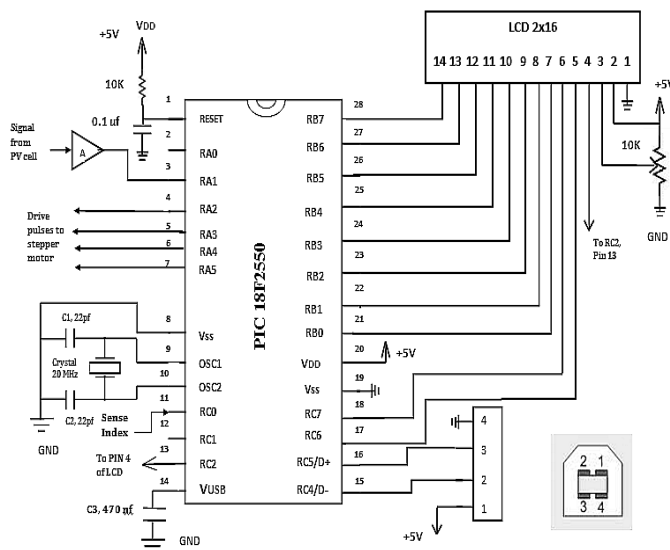 LCD 2x16
14 13 12 11 10 9 8 7 6 5 4 3 2 1
VDD
+5V
10K
0.1 uf
Signal
from
PV cell
A
Drive
pulses to
stepper
motor
C1, 22pf
Crystal
20 MHz
C2, 22pf
GND
Sense
Index
To PIN 4
of LCD
C3, 470 nf
GND
1
2
3
4
5
6
7
8
9
10
11
12
13
14
RESET
RA0
RA1
RA2
RA3
RA4
RA5
Vss
OSC1
OSC2
RC0
RC1
RC2
VUSB
PIC 18F2550
RB7
RB6
RB5
RB4
RB3
RB2
RB1
RB0
VDD
Vss
RC7
RC6
RC5/D+
RC4/D-
28
27
26
25
24
23
22
21
20
19
18
17
16
15
+5V
+5V
10K
GND
To RC2,
Pin 13
4
3
2
1
+5V
2 1
3 4